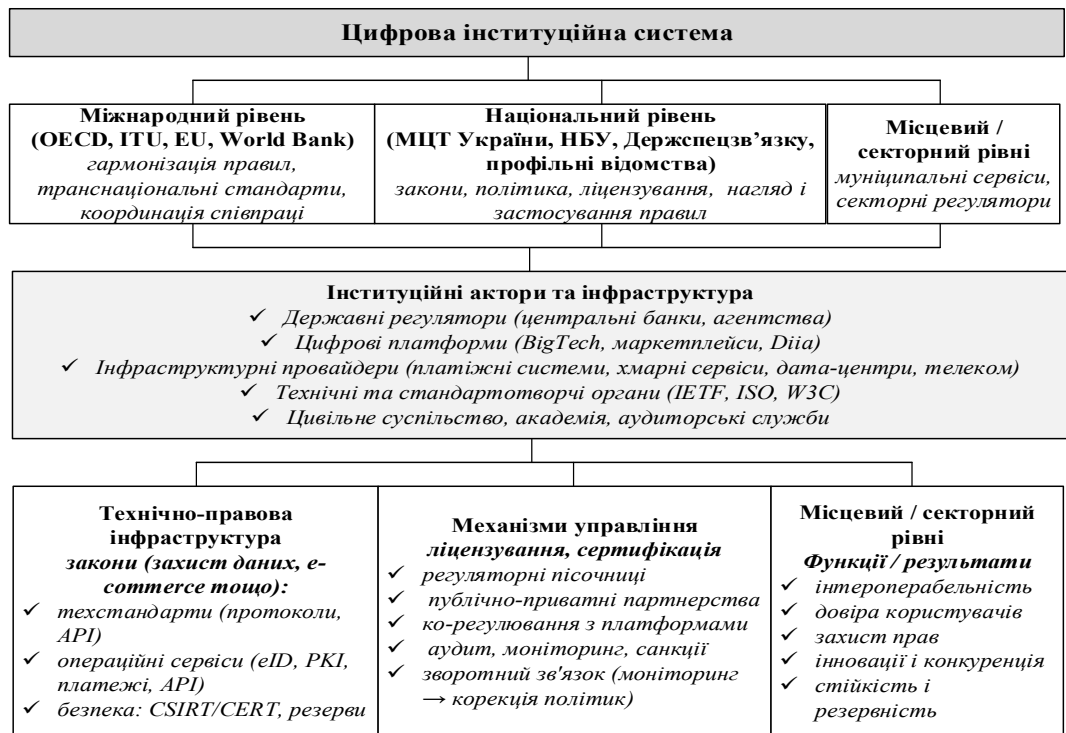 Цифрова інституційна система
Міжнародний рівень
(OECD, ITU, EU, World Bank)
гармонізація правил,
транснаціональні стандарти,
координація співпраці
Національний рівень
(МЦТ України, НБУ, Держспецзв’язку,
профільні відомства)
закони, політика, ліцензування, нагляд і
застосування правил
Місцевий /
секторний рівні
муніципальні сервіси,
секторні регулятори
Інституційні актори та інфраструктура
✓ Державні регулятори (центральні банки, агентства)
✓ Цифрові платформи (BigTech, маркетплейси, Diia)
✓ Інфраструктурні провайдери (платіжні системи, хмарні сервіси, дата-центри, телеком)
✓ Технічні та стандартотворчі органи (IETF, ISO, W3C)
✓ Цивільне суспільство, академія, аудиторські служби
Технічно-правова
інфраструктура
закони (захист даних, e-
commerce тощо):
✓ техстандарти (протоколи,
API)
✓ операційні сервіси (eID, PKI,
платежі, API)
✓ безпека: CSIRT/CERT, резерви
Механізми управління
ліцензування, сертифікація
✓ регуляторні пісочниці
✓ публічно-приватні партнерства
✓ ко-регулювання з платформами
✓ аудит, моніторинг, санкції
✓ зворотний зв'язок (моніторинг
→ корекція політик)
Місцевий / секторний
рівні
Функції / результати
✓ інтероперабельність
✓ довіра користувачів
✓ захист прав
✓ інновації і конкуренція
✓ стійкість і
резервність